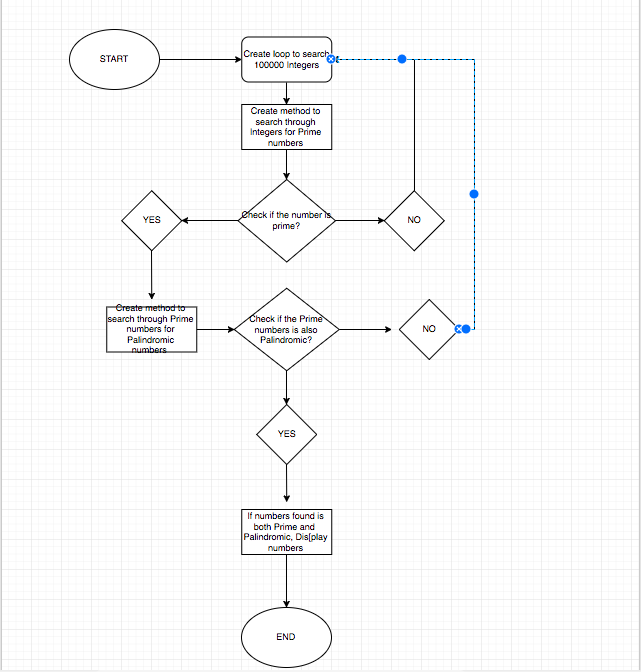 START
Create loop to search
100000 Integers
Create method to
search through
Integers for Prime
numbers
YES
Check if the number is
prime?
NO
Create method to
search through Prime
numbers for
Palindromic
numbers
Check if the Prime
numbers is also
Palindromic?
NO
YES
If numbers found is
both Prime and
Palindromic, Dis[play
numbers
END